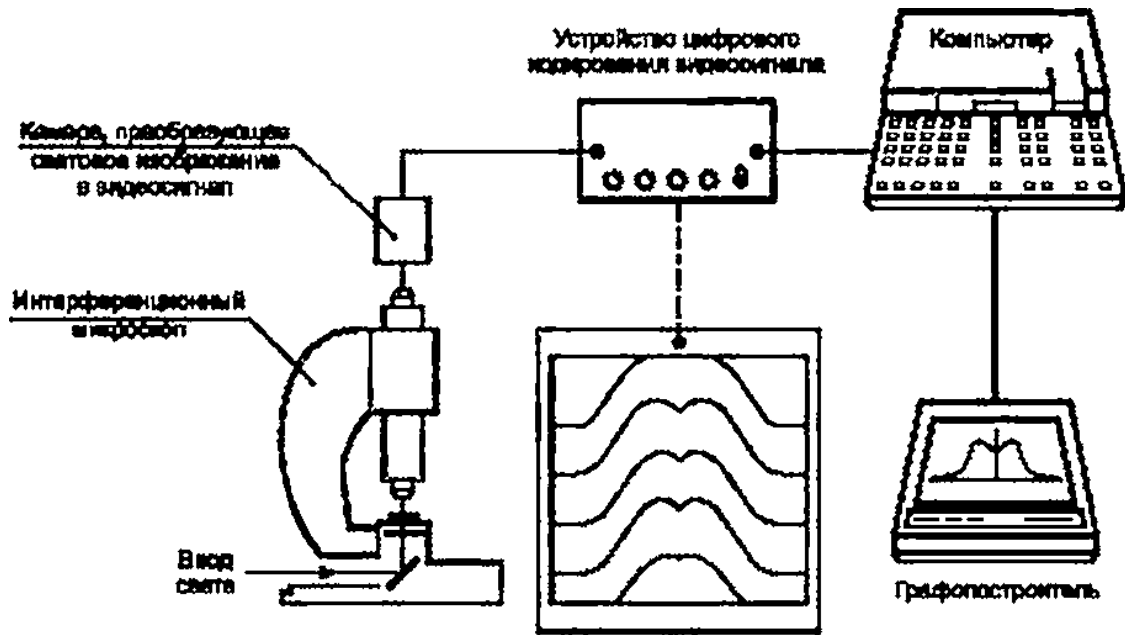 Устройство цифрового
кодирования видеосигнала
Компьютер
Камера, преобразующая
световое изображение
в видеосигнал
Интерференционный
микроскоп
Вход
света
Графопостроитель